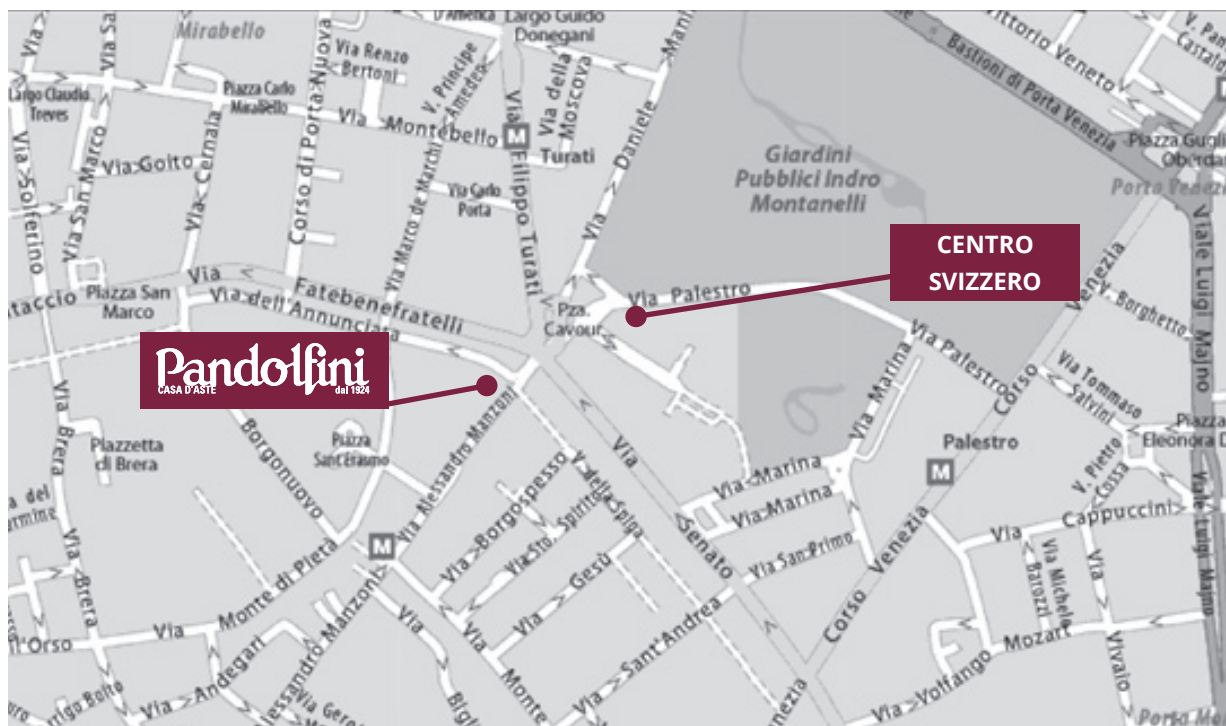 D'America
Largo Guido
Donegani
Mirabello
Via Renzo
Bertoni
V. Principe
Amedeo
Via della
Moscova
Vittorio Veneto
Bastioni di Porta Venezia
Largo Claudio
Treves
Piazza Carlo
Mirabello
Via Montebello
M
Turati
Via Daniele
Giardini
Pubblici Indro
Montanelli
Oberdan
Porta Venezia
Via Solferino
Via San Marco
Via Goito
Via Cernaia
Corso di Porta Nuova
Via Marco de Marchi
Via Carlo
Porta
Via Filippo Turati
CENTRO
SVIZZERO
Viale Luigi Majno
V. Borghetto
Piazza San
Marco
Via Fatebenefratelli
Via dell'Annunciata
Pza.
Cavour
Via Palestro
Via Palestro
Corso Venezia
Via Tommaso
Salvini
Pandolfini
CASA D'ASTE
dal 1924
Via Marina
Palestro
M
Piazza
Eleonora D
V. Pietro
Cossa
Via Brera
Piazzetta
di Brera
Borgonuovo
Piazza
Sant'Erasmo
Via Alessandro Manzoni
Via Borgospesso
V. della Spiga
Via Senato
Via Marina
Via Marina
Via Sto. Spirito
Via Gesù
Via San Primo
Corso Venezia
Via Cappuccini
Via Michele
Barozzi
Viale Luigi Majno
M
Via Monte di Pietà
Via Brera
Via Andegari
Alessandro Manzoni
Via
Via Monte
Via Sant'Andrea
Via Volfango Mozart
Via Vivaio